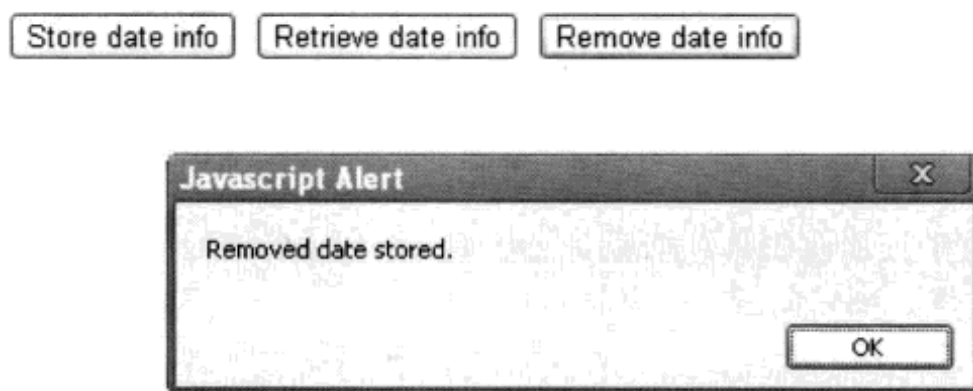 Store date info Retrieve date info Remove date info
Javascript Alert
Removed date stored.
OK